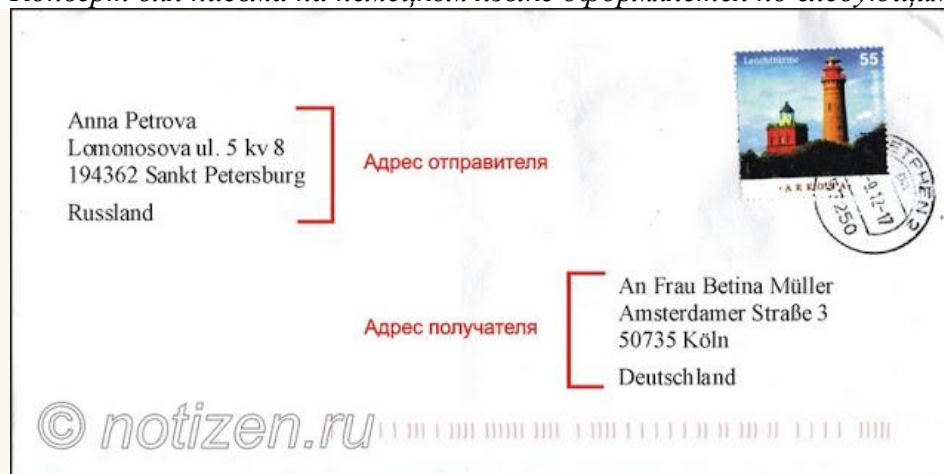 Anna Petrova
Lomonosova ul. 5 kv 8
194362 Sankt Petersburg
Russland
Адрес отправителя
Leuchttürme 55
An Frau Betina Müller
Amsterdamer Straße 3
50735 Köln
Deutschland
Адрес получателя
© notizen.ru